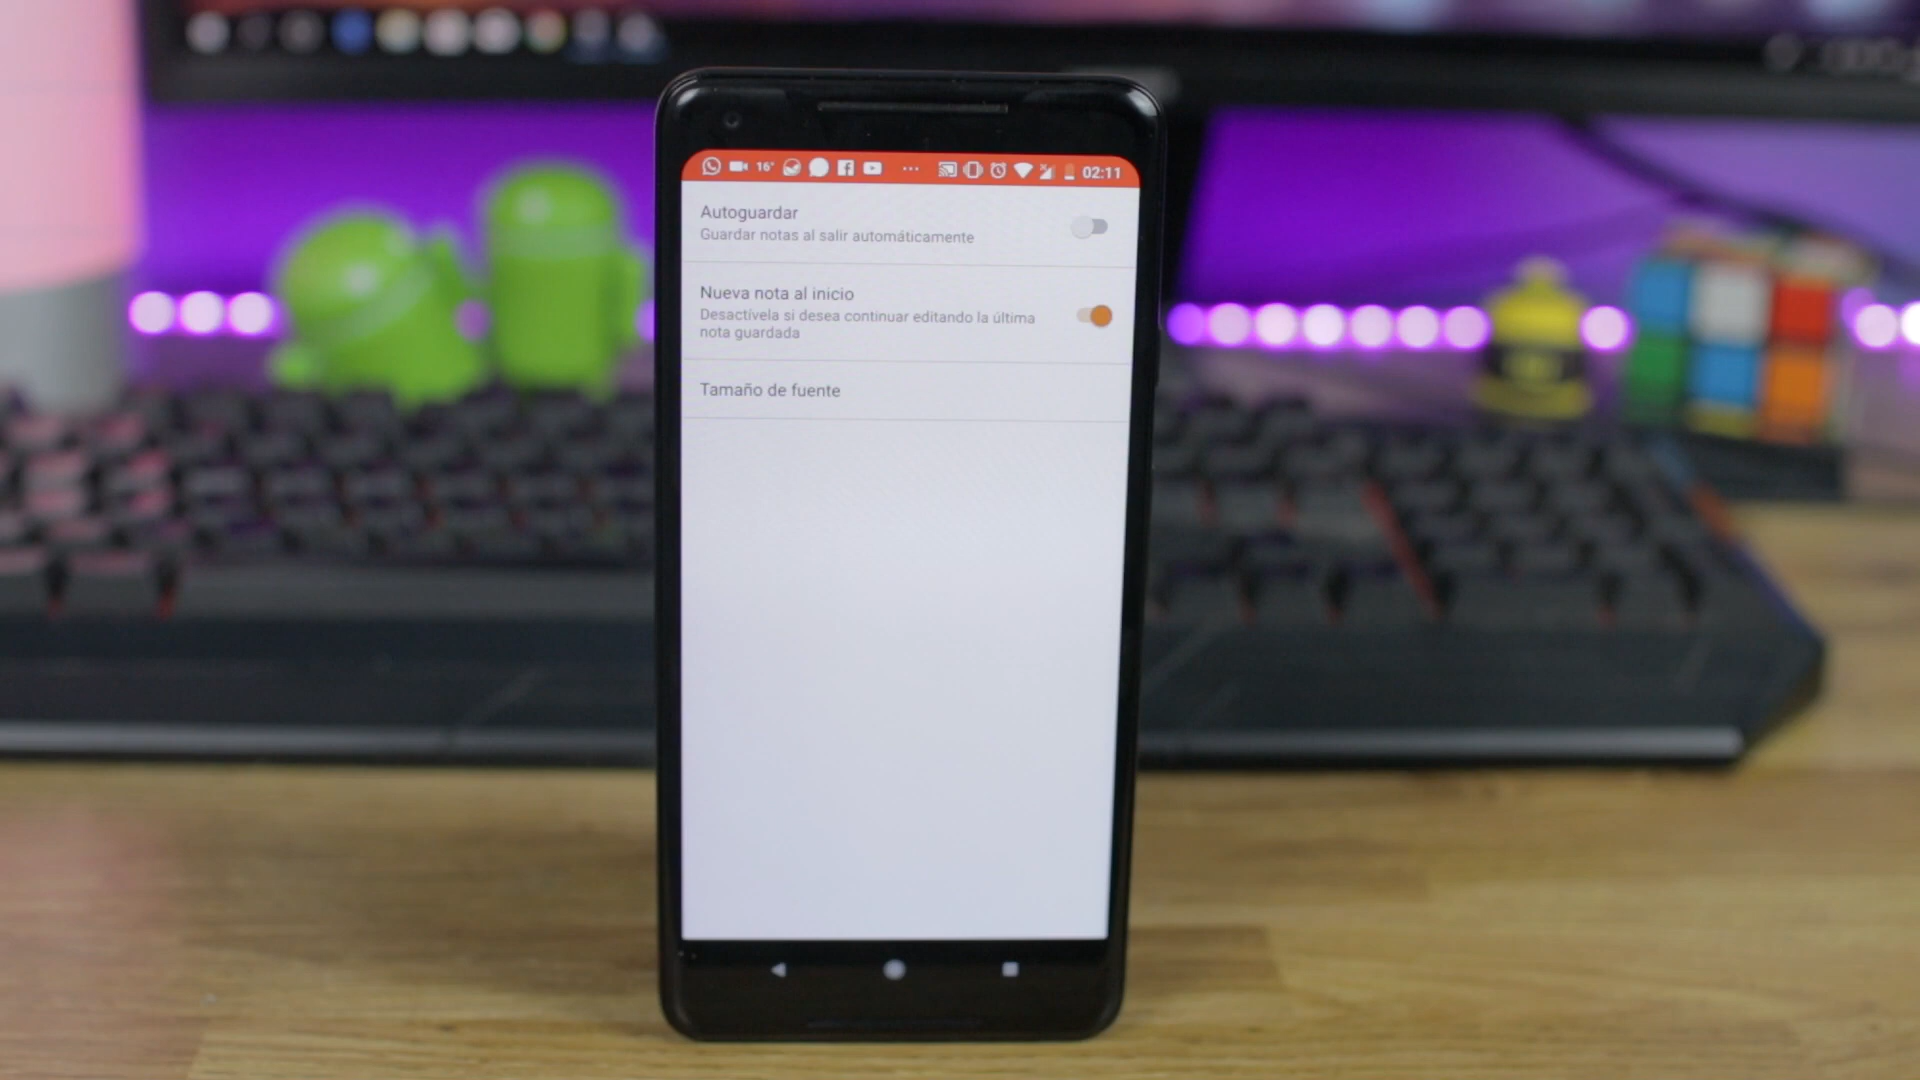 16° ... 02:11
Autoguardar
Guardar notas al salir automáticamente
Nueva nota al inicio
Desactívela si desea continuar editando la última
nota guardada
Tamaño de fuente